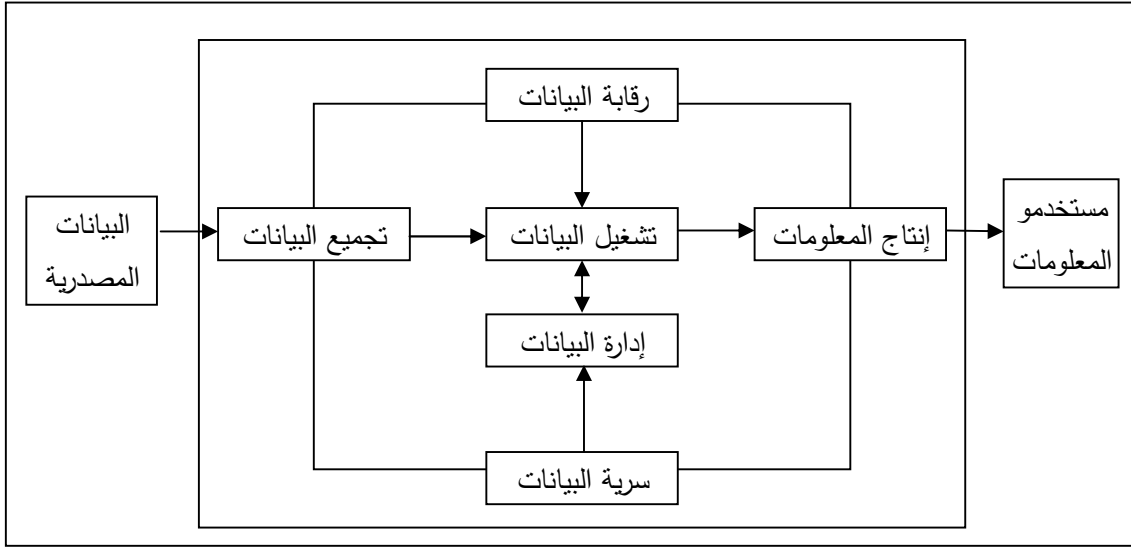 رقابة البيانات
البيانات
المصدرية
تجميع البيانات
تشغيل البيانات
إنتاج المعلومات
مستخدمو
المعلومات
إدارة البيانات
سرية البيانات